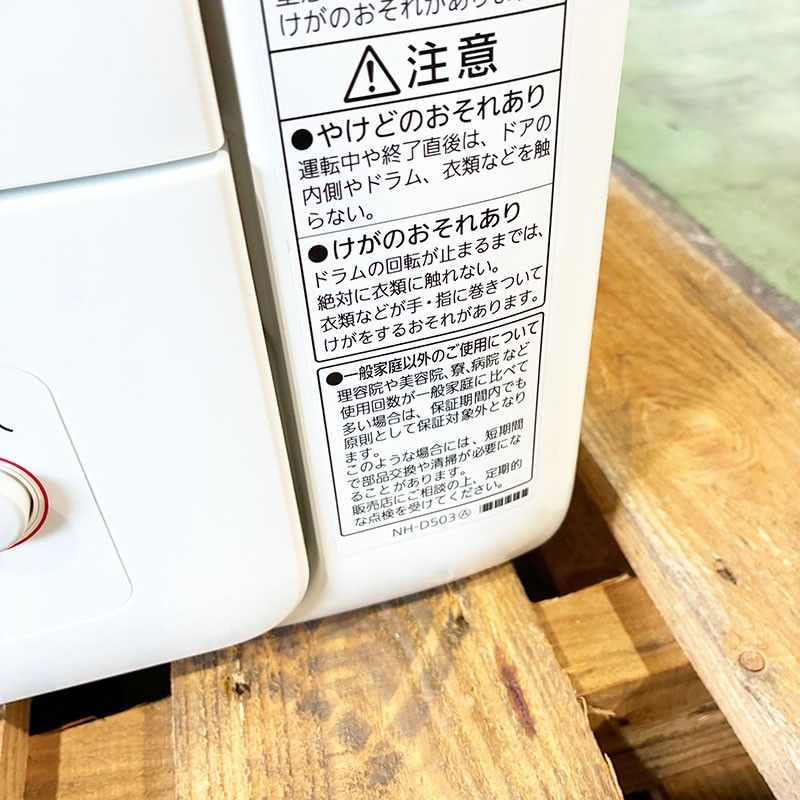 けがのおそれがあります。
注意
●やけどのおそれあり
運転中や終了直後は、ドアの
内側やドラム、衣類などを触
らない。
●けがのおそれあり
ドラムの回転が止まるまでは、
絶対に衣類に触れない。
衣類などが手・指に巻きついて
けがをするおそれがあります。
●一般家庭以外のご使用について
理容院や美容院、寮、病院など
使用回数が一般家庭に比べて
多い場合は、保証期間内でも
原則として保証対象外となり
ます。
このような場合には、短期間
で部品交換や清掃が必要にな
ることがあります。
販売店にご相談の上、定期的
な点検を受けてください。
NH-D503 Ⓐ